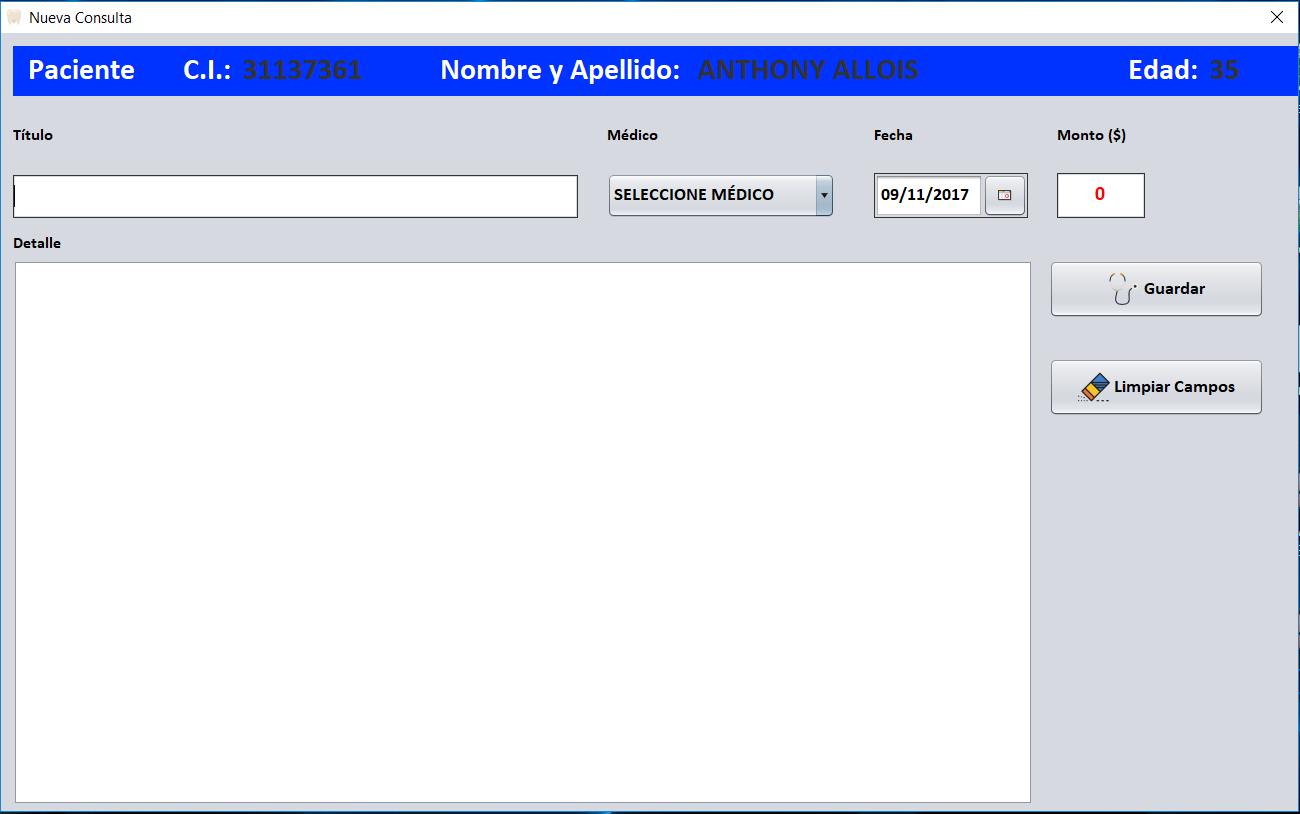 Nueva Consulta
Paciente C.I.: 31137361 Nombre y Apellido: ANTHONY ALLOIS Edad: 35
Título Médico Fecha Monto ($)
SELECCIONE MÉDICO 09/11/2017 0
Detalle
Guardar
Limpiar Campos